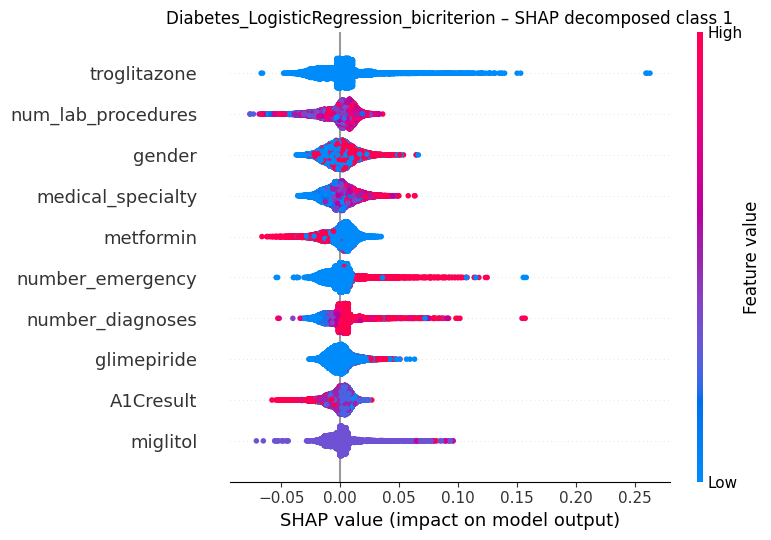 Diabetes_LogisticRegression_bicriterion – SHAP decomposed class 1
High
troglitazone
num_lab_procedures
gender
medical_specialty
metformin
number_emergency
number_diagnoses
glimepiride
A1Cresult
miglitol
Feature value
Low
−0.05 0.00 0.05 0.10 0.15 0.20 0.25
SHAP value (impact on model output)